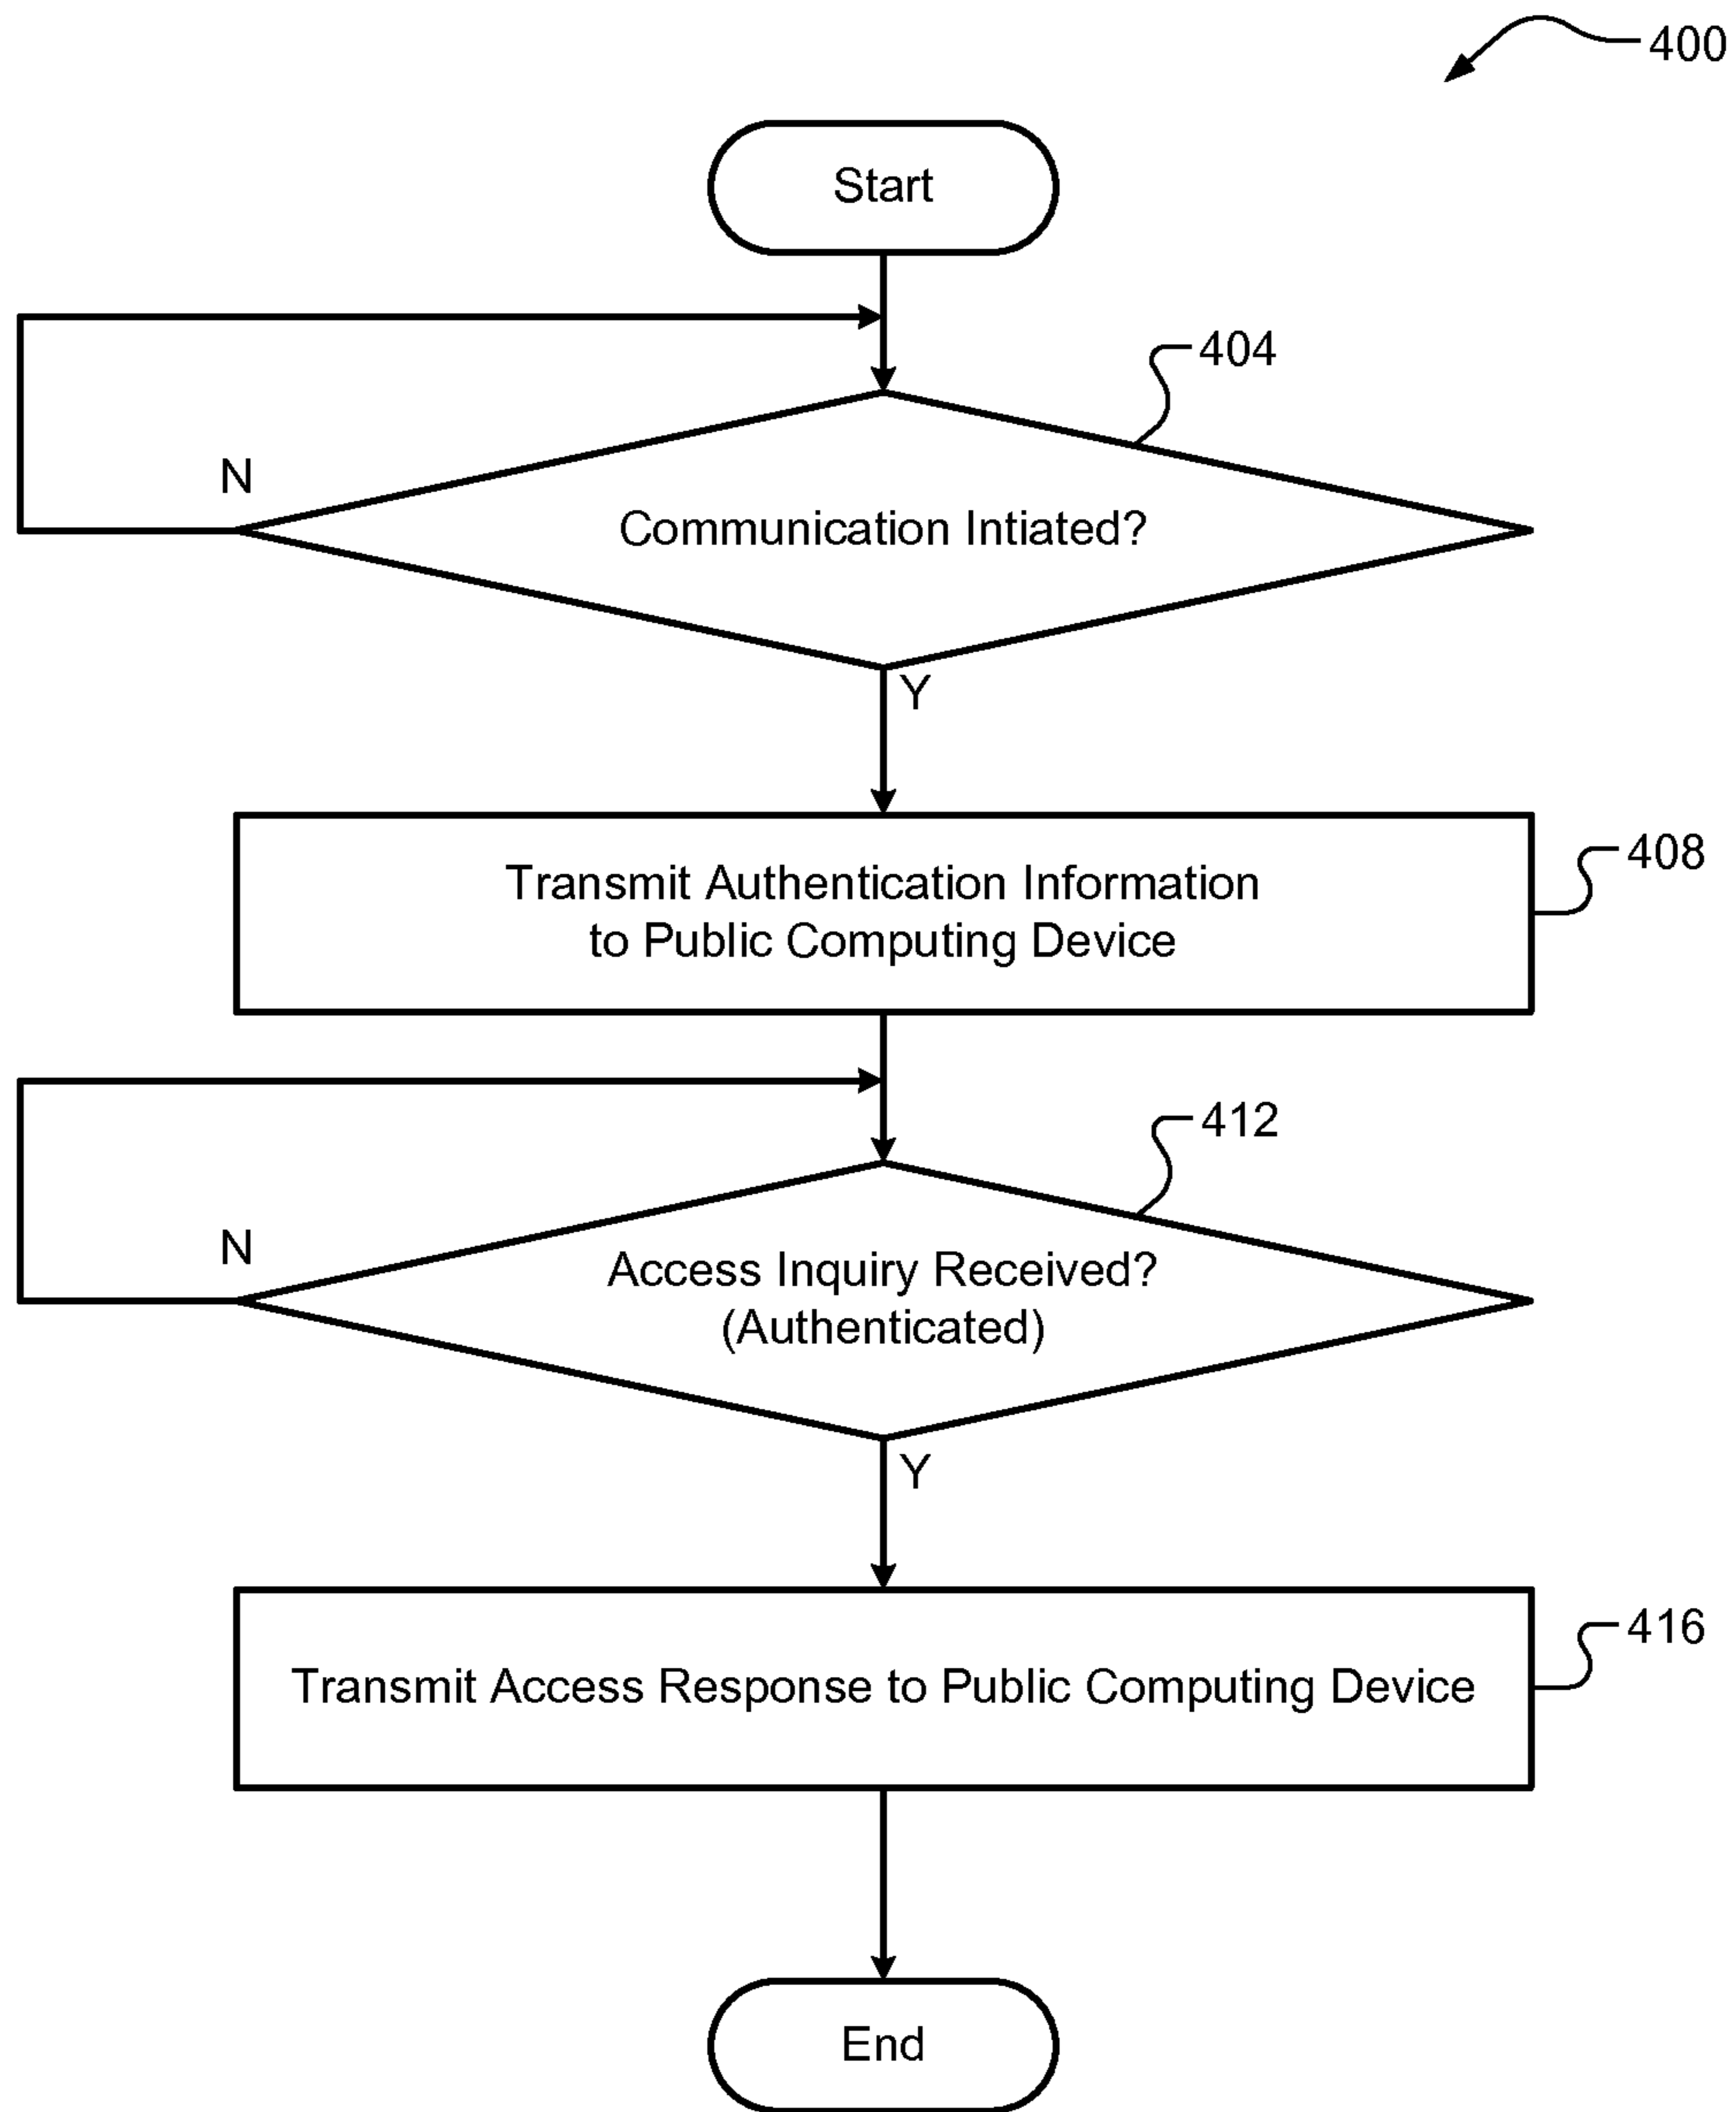 400
Start
404
N
Communication Intiated?
Y
Transmit Authentication Information
to Public Computing Device
408
412
N
Access Inquiry Received?
(Authenticated)
Y
Transmit Access Response to Public Computing Device
416
End